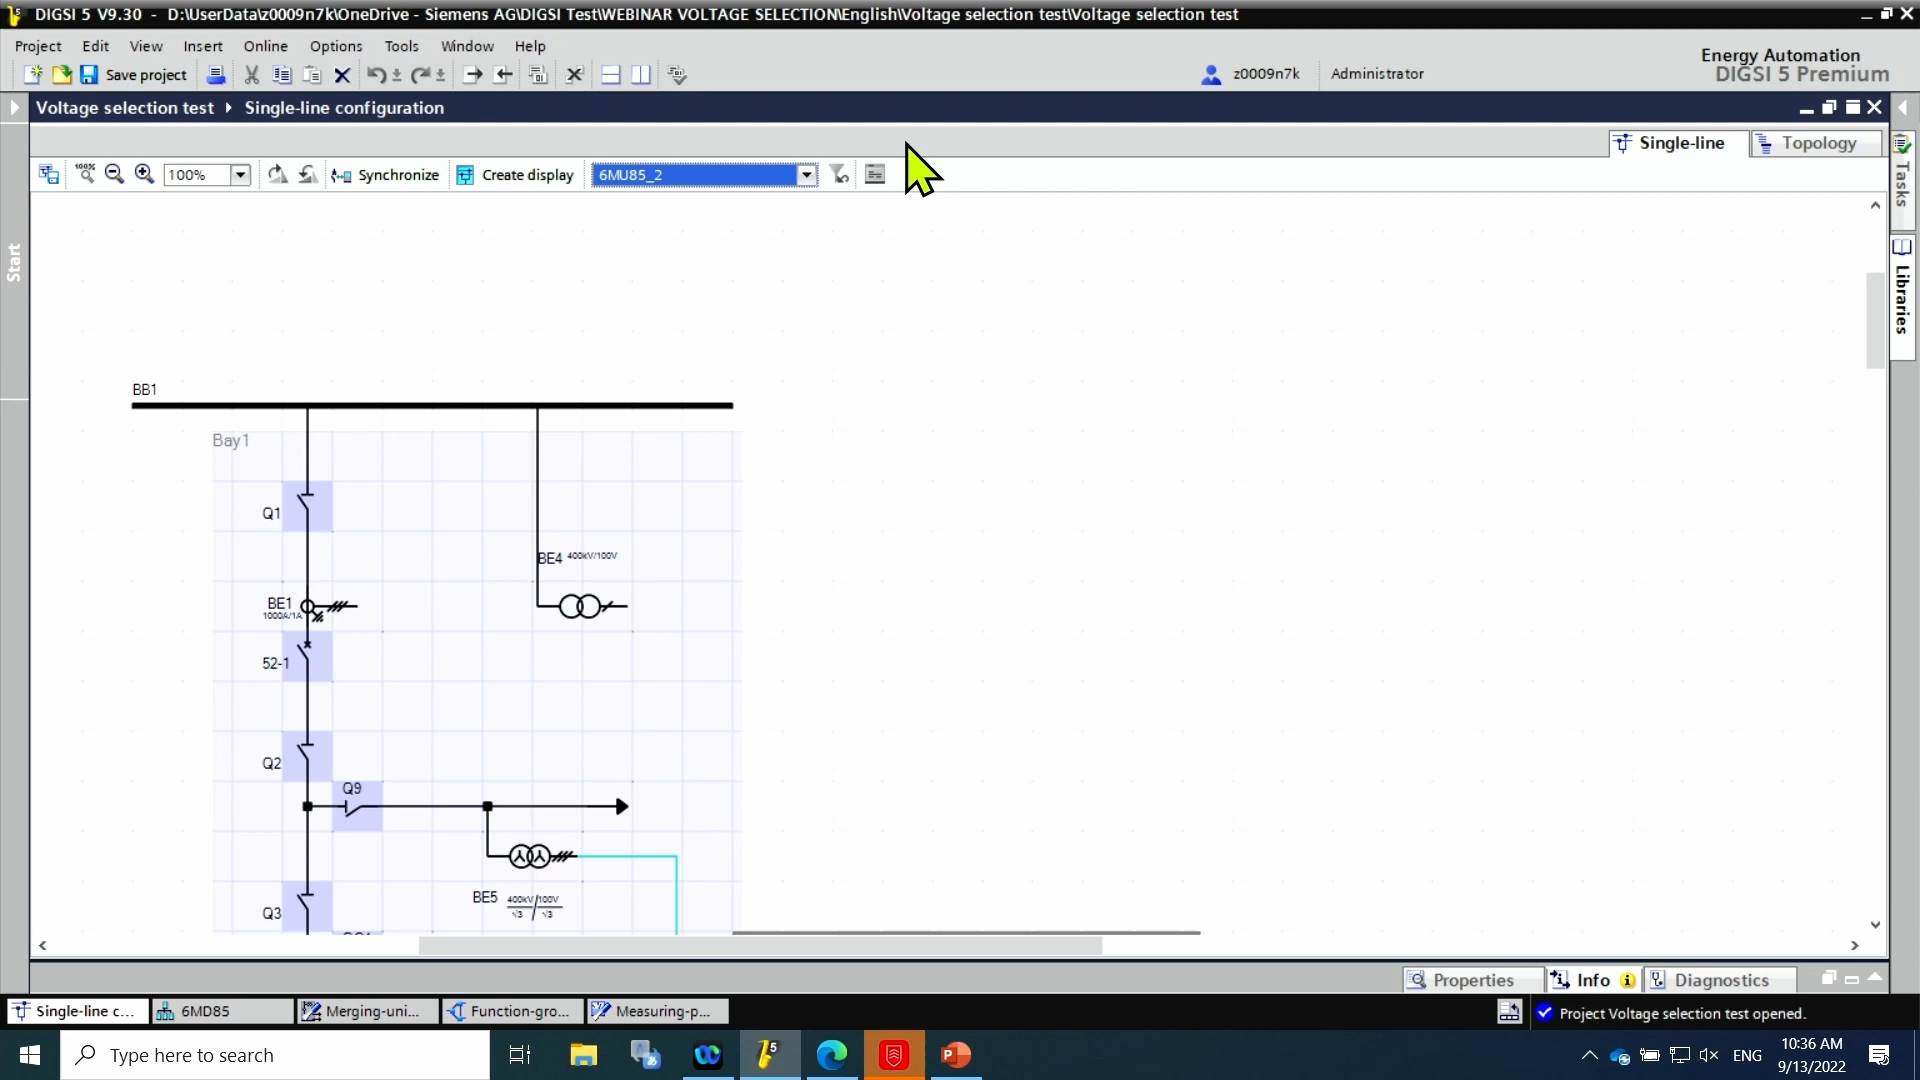 DIGSI 5 V9.30 - D:\UserData\z0009n7k\OneDrive - Siemens AG\DIGSI Test\WEBINAR VOLTAGE SELECTION\English\Voltage selection test\Voltage selection test
Project Edit View Insert Online Options Tools Window Help
Energy Automation
DIGSI 5 Premium
Save project
z0009n7k Administrator
Voltage selection test Single-line configuration
Single-line Topology
100% 100% Synchronize Create display 6MU85_2
Tasks
Libraries
Start
BB1
Bay1
Q1
BE4 400kV/100V
BE1
1000A/1A
52-1
Q2
Q9
BE5 400kV/100V
√3 √3
Q3
Properties Info Diagnostics
Single-line c... 6MD85 Merging-uni... Function-gro... Measuring-p... Project Voltage selection test opened.
Type here to search
ENG
10:36 AM
9/13/2022